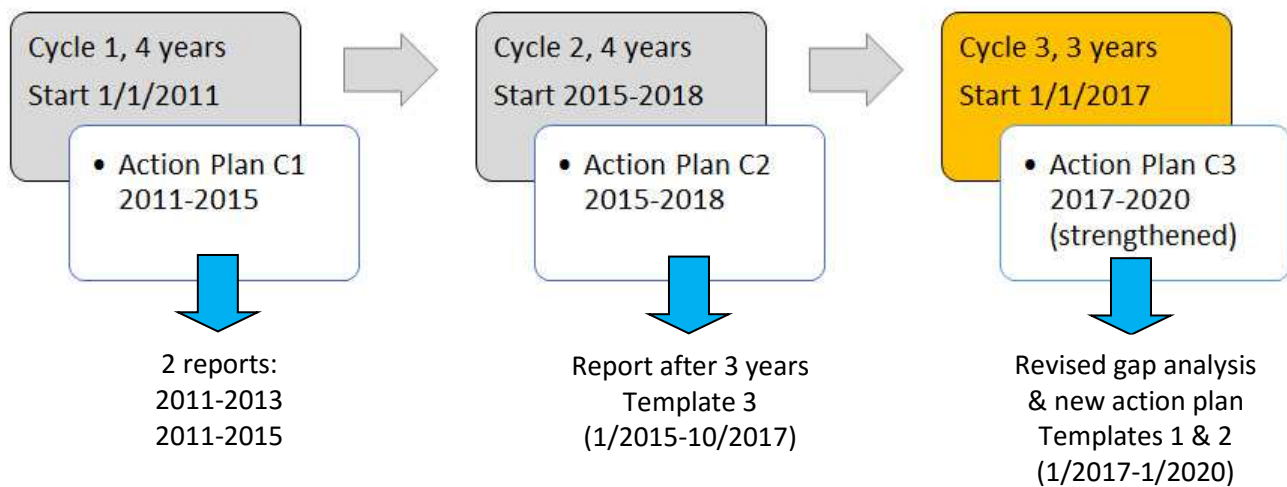 Cycle 1, 4 years
Start 1/1/2011
• Action Plan C1
2011-2015
2 reports:
2011-2013
2011-2015
Cycle 2, 4 years
Start 2015-2018
• Action Plan C2
2015-2018
Report after 3 years
Template 3
(1/2015-10/2017)
Cycle 3, 3 years
Start 1/1/2017
• Action Plan C3
2017-2020
(strengthened)
Revised gap analysis
& new action plan
Templates 1 & 2
(1/2017-1/2020)